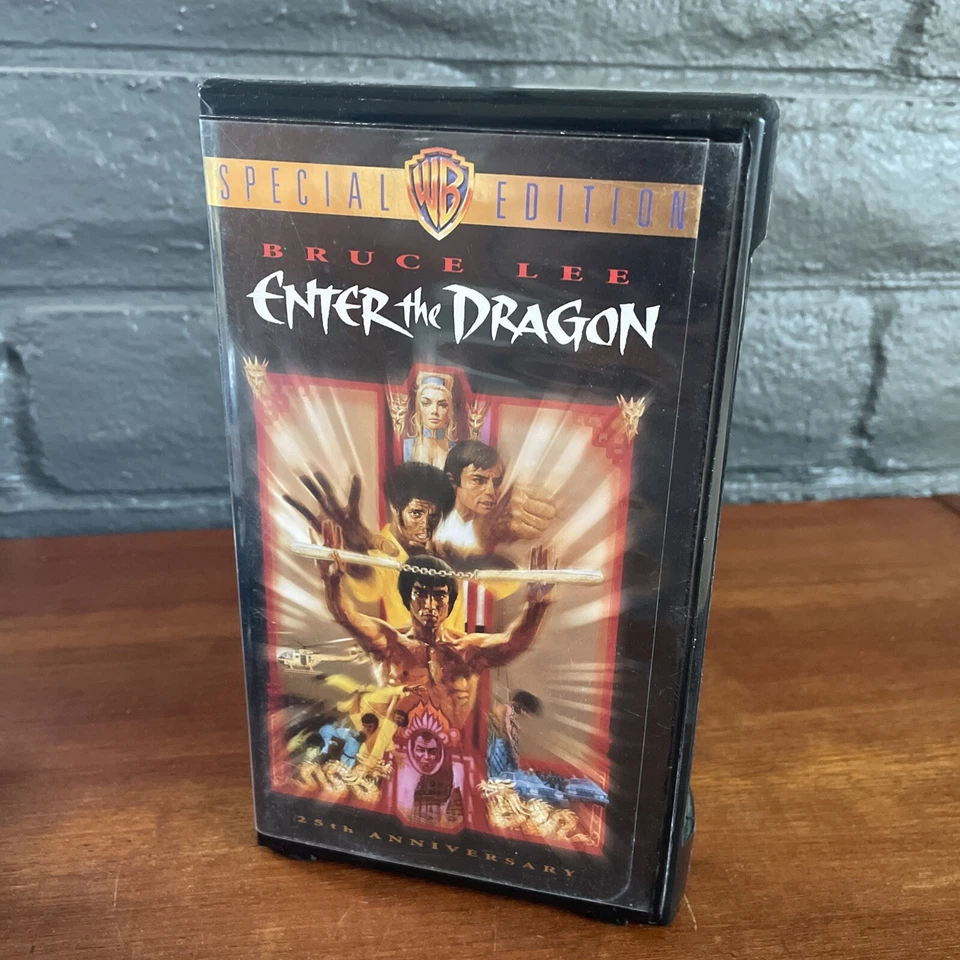 SPECIAL WB EDITION
BRUCE LEE
ENTER the DRAGON
25th ANNIVERSARY